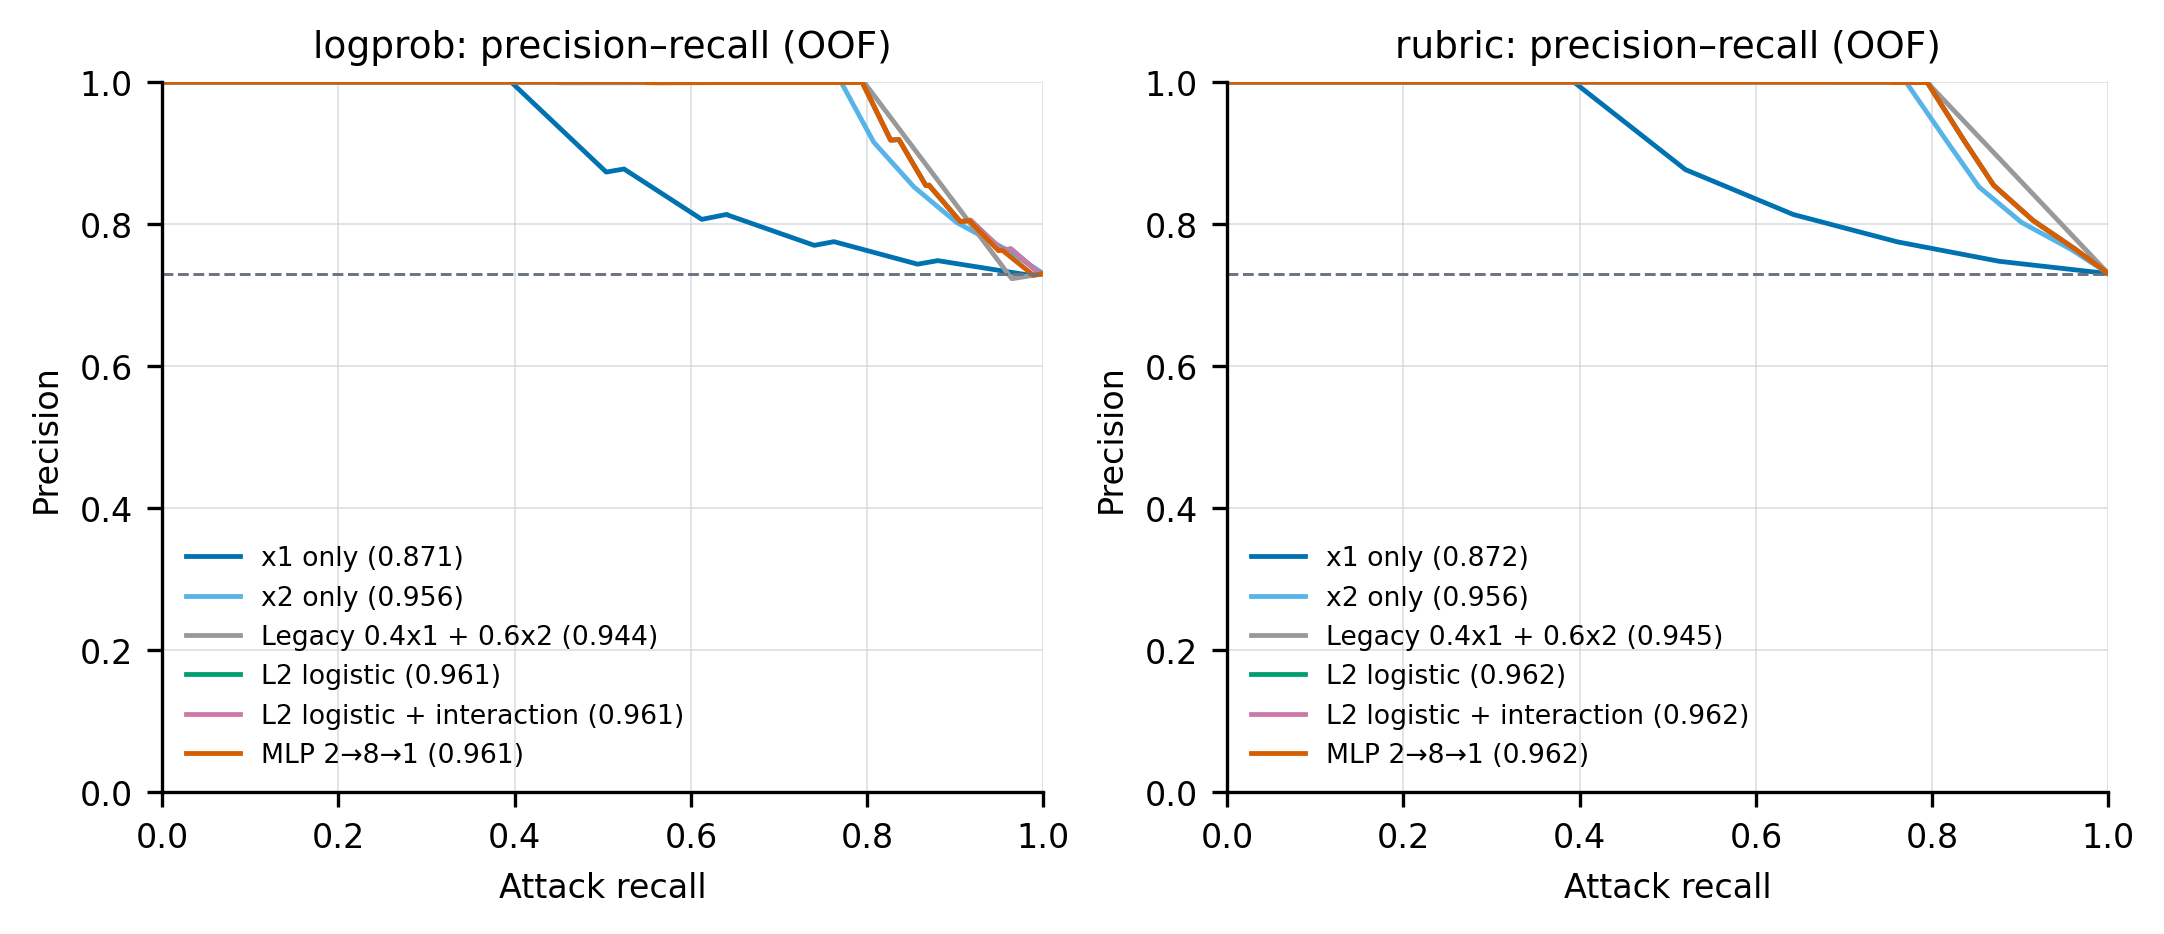 logprob: precision–recall (OOF)
1.0
0.8
0.6
0.4
0.2
0.0
Precision
x1 only (0.871)
x2 only (0.956)
Legacy 0.4x1 + 0.6x2 (0.944)
L2 logistic (0.961)
L2 logistic + interaction (0.961)
MLP 2→8→1 (0.961)
0.0 0.2 0.4 0.6 0.8 1.0
Attack recall
rubric: precision–recall (OOF)
1.0
0.8
0.6
0.4
0.2
0.0
Precision
x1 only (0.872)
x2 only (0.956)
Legacy 0.4x1 + 0.6x2 (0.945)
L2 logistic (0.962)
L2 logistic + interaction (0.962)
MLP 2→8→1 (0.962)
0.0 0.2 0.4 0.6 0.8 1.0
Attack recall